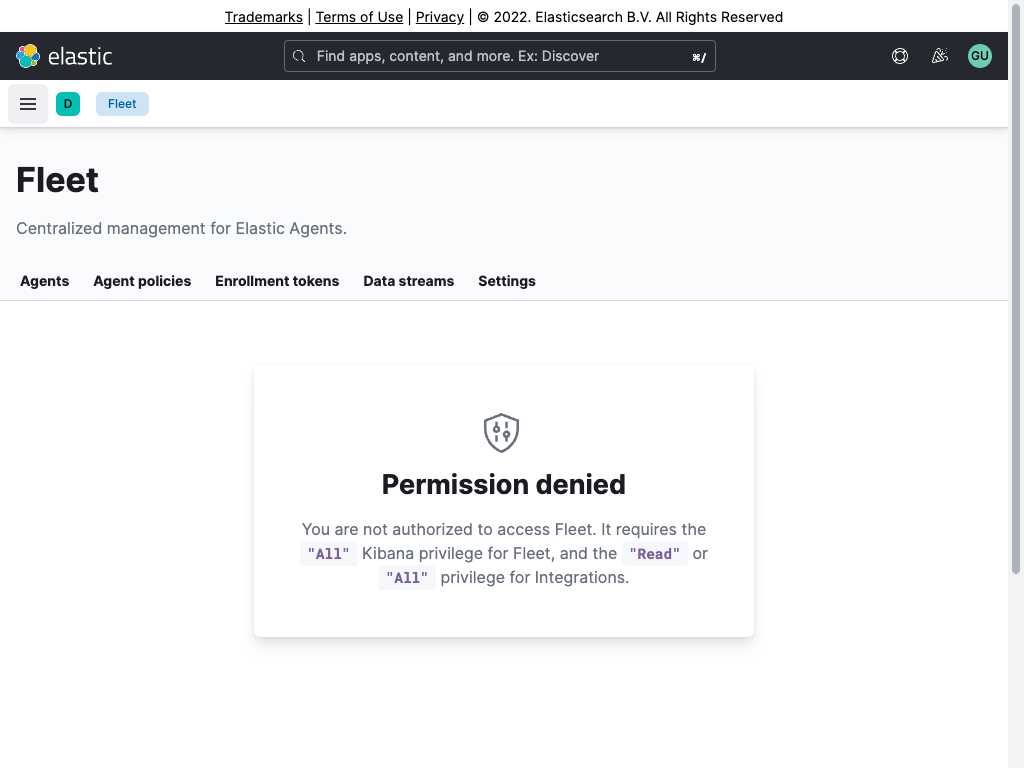 Trademarks | Terms of Use | Privacy | © 2022. Elasticsearch B.V. All Rights Reserved
elastic
Find apps, content, and more. Ex: Discover
⌘/
GU
D
Fleet
Fleet
Centralized management for Elastic Agents.
Agents Agent policies Enrollment tokens Data streams Settings
Permission denied
You are not authorized to access Fleet. It requires the
"All" Kibana privilege for Fleet, and the "Read" or
"All" privilege for Integrations.